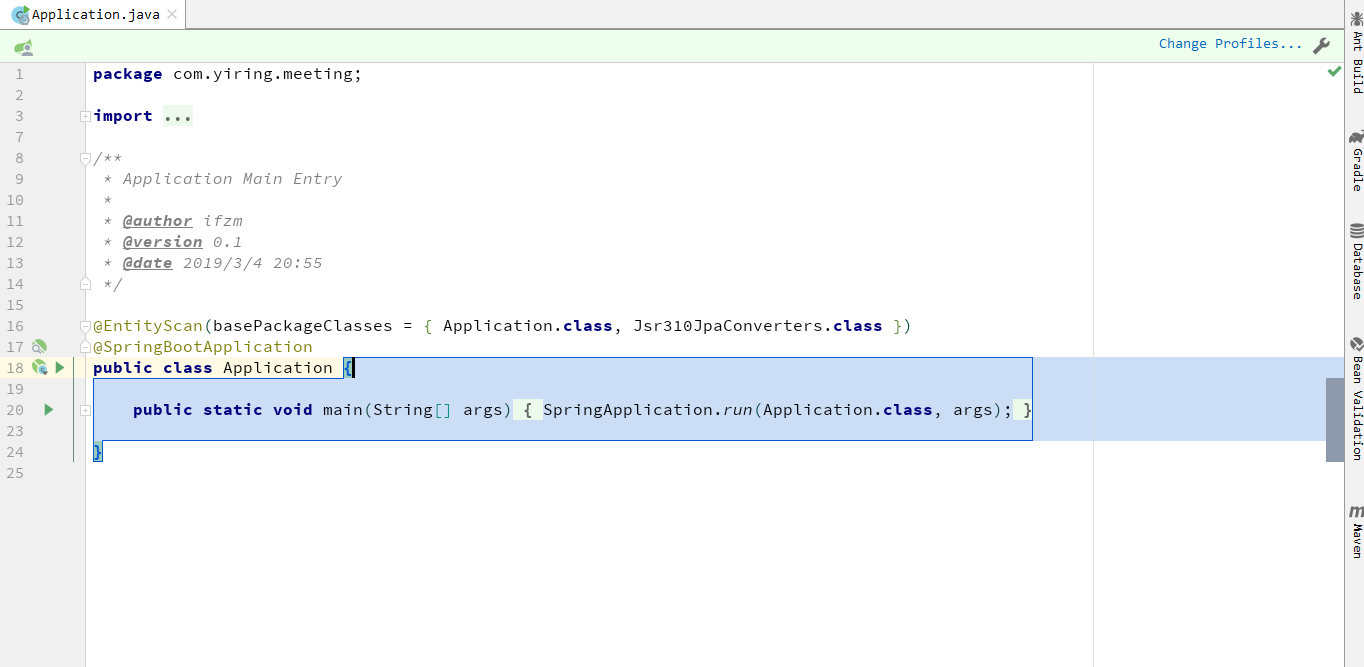 Application.java
Change Profiles...
1 package com.yiring.meeting;
2
3 import ...
7
8 /**
9 * Application Main Entry
10 *
11 * @author ifzm
12 * @version 0.1
13 * @date 2019/3/4 20:55
14 */
15
16 @EntityScan(basePackageClasses = { Application.class, Jsr310JpaConverters.class })
17 @SpringBootApplication
18 public class Application {
19
20 public static void main(String[] args) { SpringApplication.run(Application.class, args); }
23
24 }
25
Ant Build
Gradle
Database
Bean Validation
m Maven